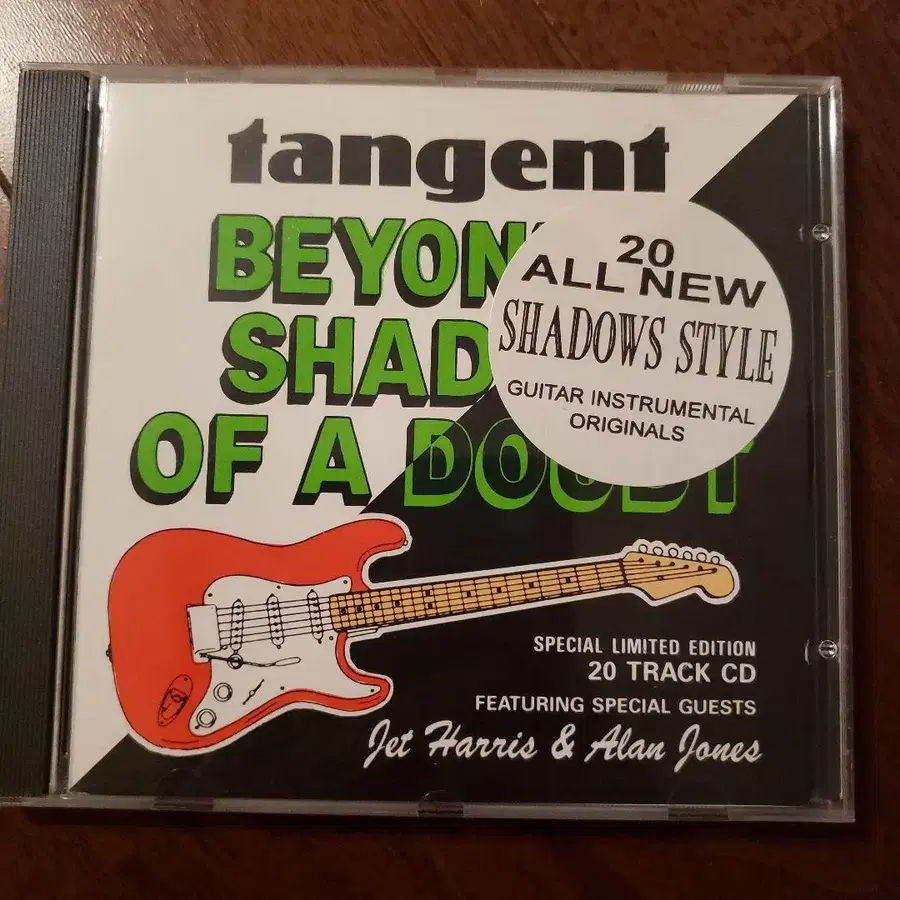 tangent
BEYON
SHAD
OF A DOUBT
20
ALL NEW
SHADOWS STYLE
GUITAR INSTRUMENTAL
ORIGINALS
SPECIAL LIMITED EDITION
20 TRACK CD
FEATURING SPECIAL GUESTS
Jet Harris & Alan Jones